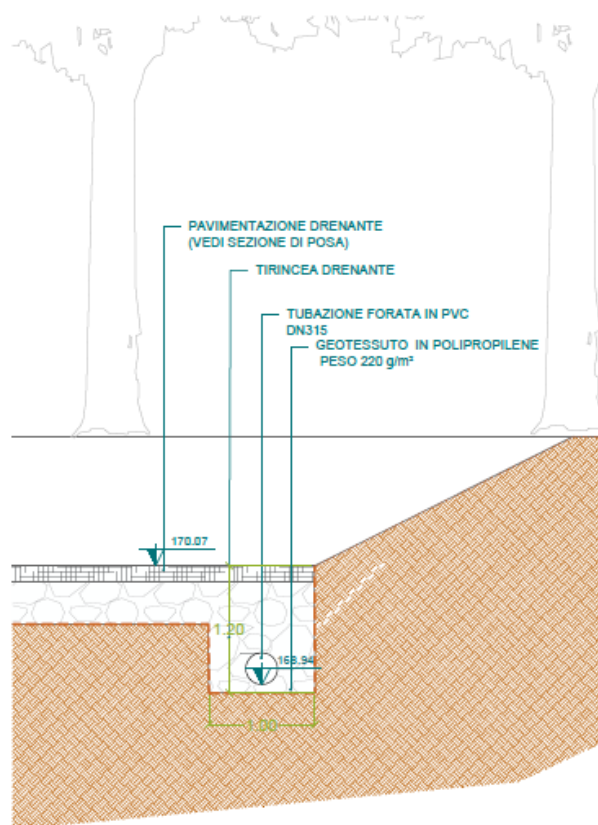 PAVIMENTAZIONE DRENANTE
(VEDI SEZIONE DI POSA)
TIRINCEA DRENANTE
TUBAZIONE FORATA IN PVC
DN315
GEOTESSUTO IN POLIPROPILENE
PESO 220 g/m²
170.07
1.20
168.94
1.00